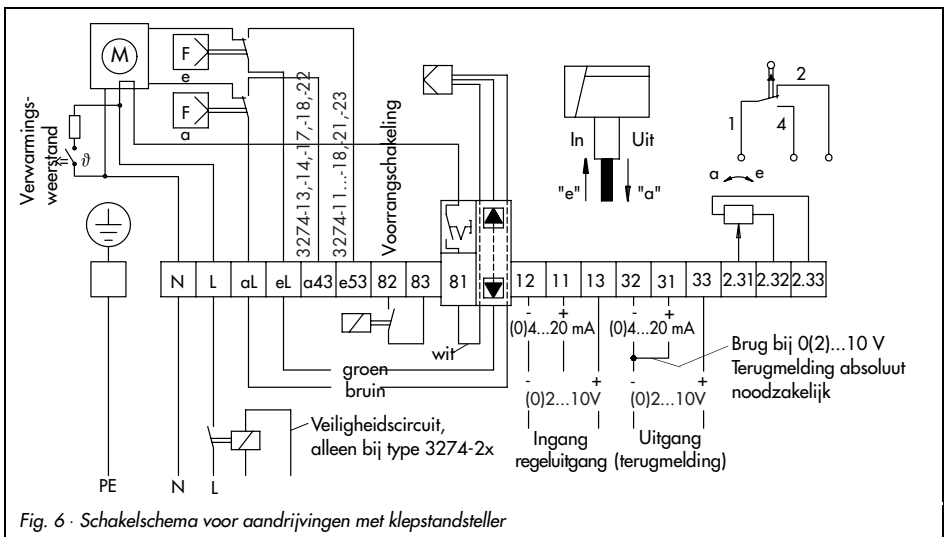 M
F
e
F
a
Verwarmings-
weerstand
ϑ
3274-13,-14,-17,-18,-22
3274-11...-18,-21,-23
Voorrangschakeling
In
Uit
"e"
"a"
2
1
4
a
e
N L aL eL a43 e53 82 83 81 12 11 13 32 31 33 2.31 2.32 2.33
- +
(0)4...20 mA
- +
(0)4...20 mA
wit
groen
bruin
Brug bij 0(2)...10 V
Terugmelding absoluut
noodzakelijk
- +
(0)2...10V
- +
(0)2...10V
Veiligheidscircuit,
alleen bij type 3274-2x
Ingang
regeluitgang
Uitgang
(terugmelding)
PE N L
Fig. 6 · Schakelschema voor aandrijvingen met klepstandsteller